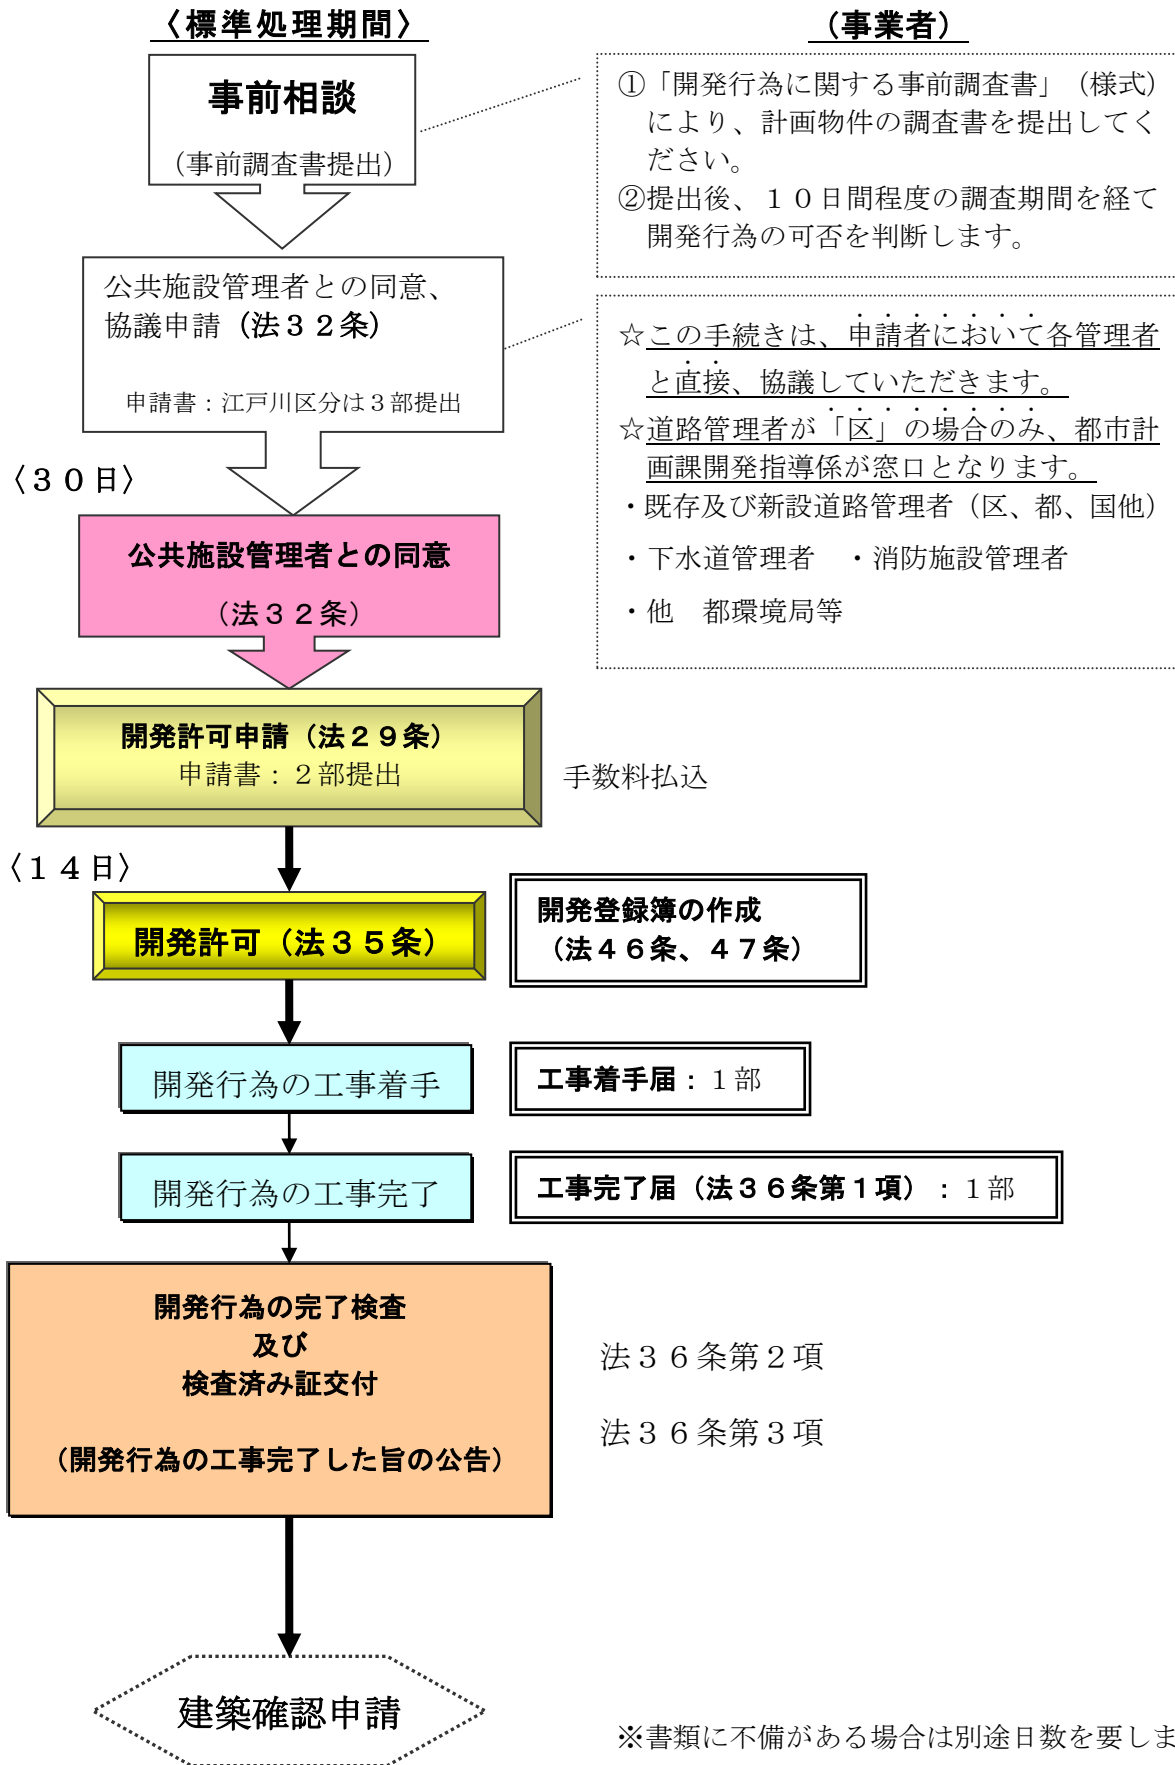 〈標準処理期間〉
（事業者）
事前相談
（事前調査書提出）
①「開発行為に関する事前調査書」（様式）
により、計画物件の調査書を提出してく
ださい。
②提出後、１０日間程度の調査期間を経て
開発行為の可否を判断します。
公共施設管理者との同意、
協議申請（法３２条）
申請書：江戸川区分は３部提出
☆この手続きは、申請者において各管理者
と直接、協議していただきます。
☆道路管理者が「区」の場合のみ、都市計
画課開発指導係が窓口となります。
・既存及び新設道路管理者（区、都、国他）
・下水道管理者　・消防施設管理者
・他　都環境局等
〈３０日〉
公共施設管理者との同意
（法３２条）
開発許可申請（法２９条）
申請書：２部提出
手数料払込
〈１４日〉
開発許可（法３５条）
開発登録簿の作成
（法４６条、４７条）
開発行為の工事着手
工事着手届：１部
開発行為の工事完了
工事完了届（法３６条第１項）：１部
開発行為の完了検査
及び
検査済み証交付
（開発行為の工事完了した旨の公告）
法３６条第２項
法３６条第３項
建築確認申請
※書類に不備がある場合は別途日数を要しま